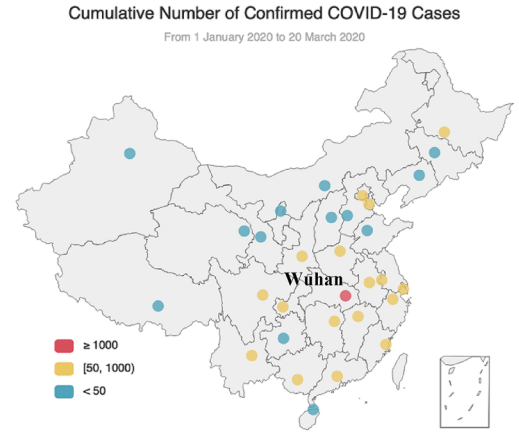 Cumulative Number of Confirmed COVID-19 Cases
From 1 January 2020 to 20 March 2020
Wuhan
≥ 1000
[50, 1000)
< 50